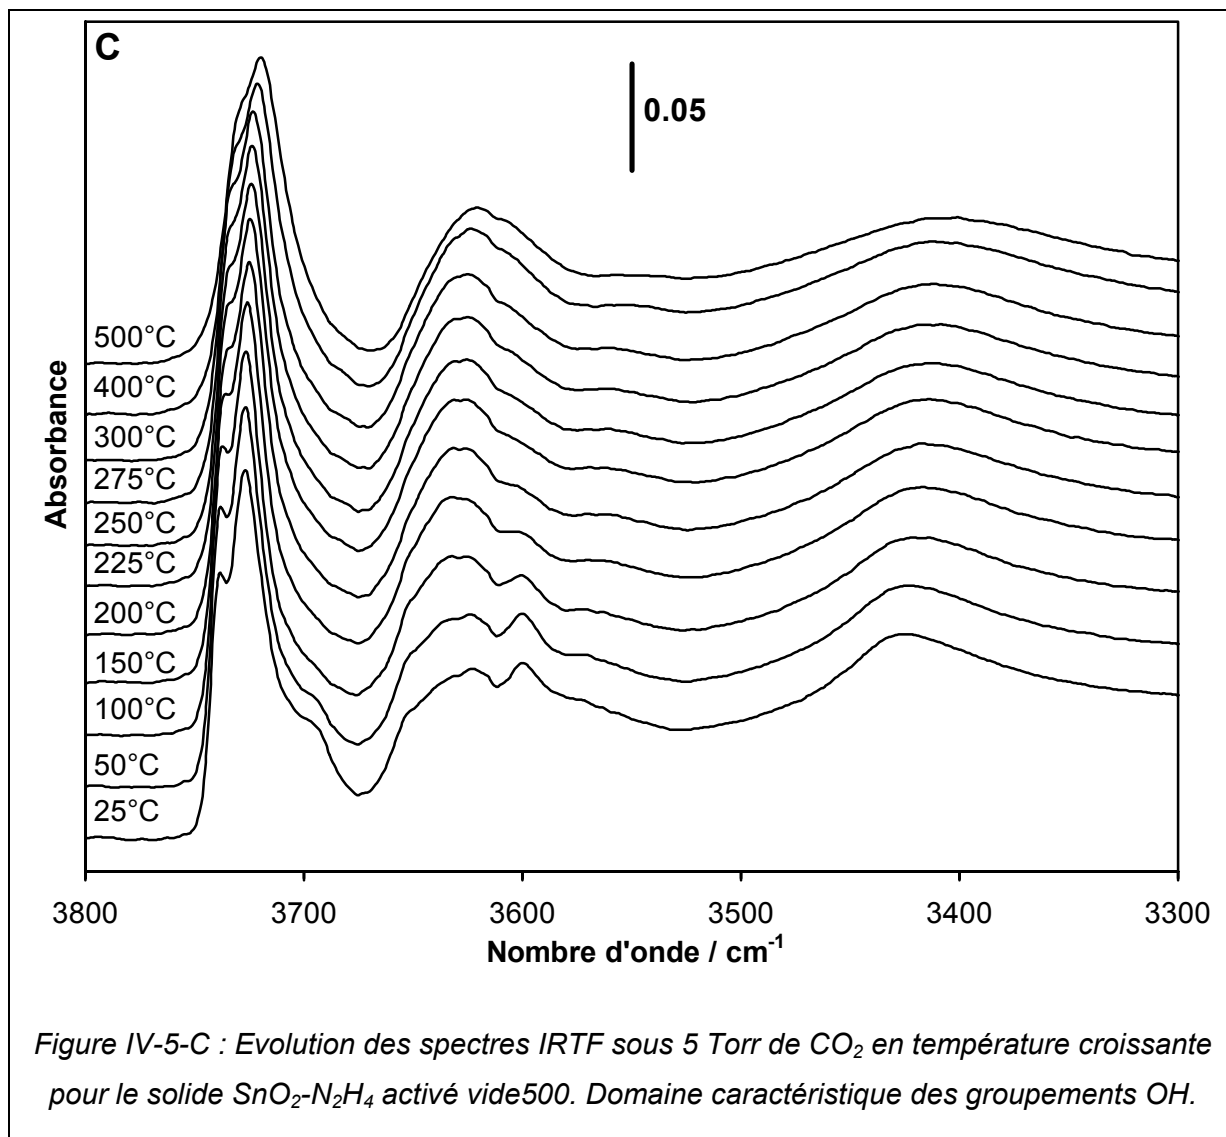 C
0.05
500°C
400°C
300°C
275°C
250°C
225°C
200°C
150°C
100°C
50°C
25°C
Absorbance
3800 3700 3600 3500 3400 3300
Nombre d'onde / cm⁻¹
Figure IV-5-C : Evolution des spectres IRTF sous 5 Torr de CO₂ en température croissante
pour le solide SnO₂-N₂H₄ activé vide500. Domaine caractéristique des groupements OH.